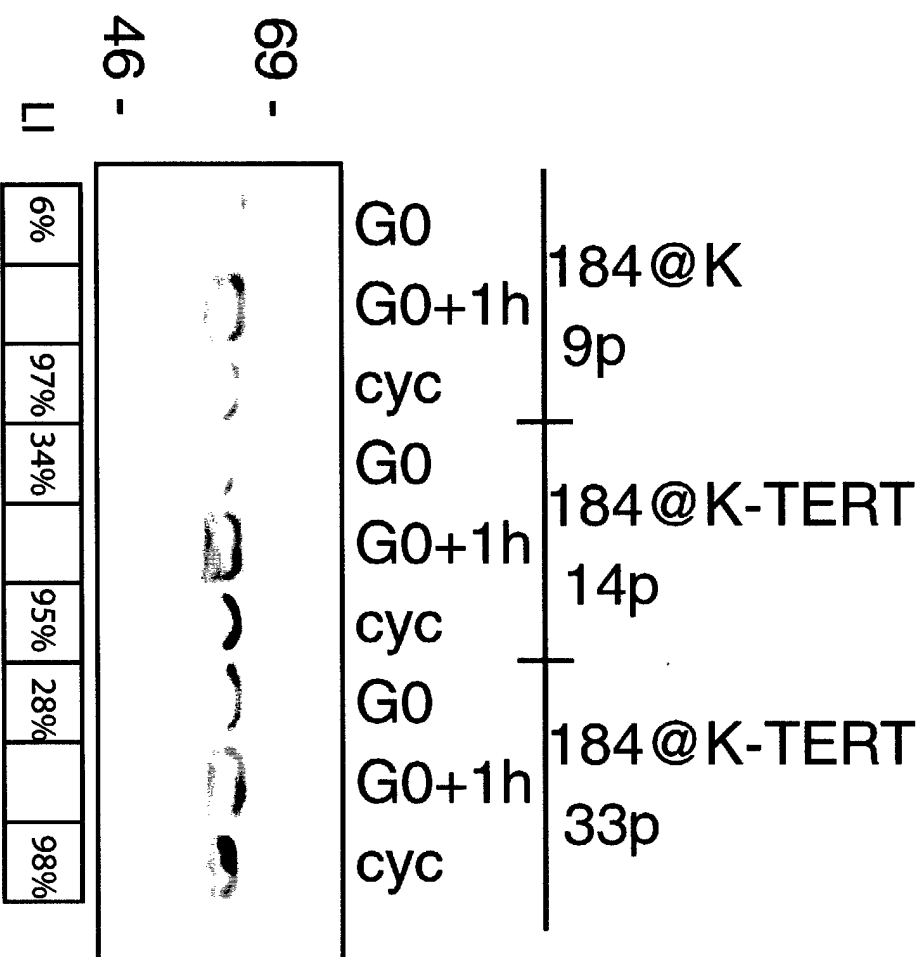 69 -
46 -
LI
6%
97%
34%
95%
28%
98%
G0
G0+1h
cyc
G0
G0+1h
cyc
G0
G0+1h
cyc
184@K
9p
184@K-TERT
14p
184@K-TERT
33p